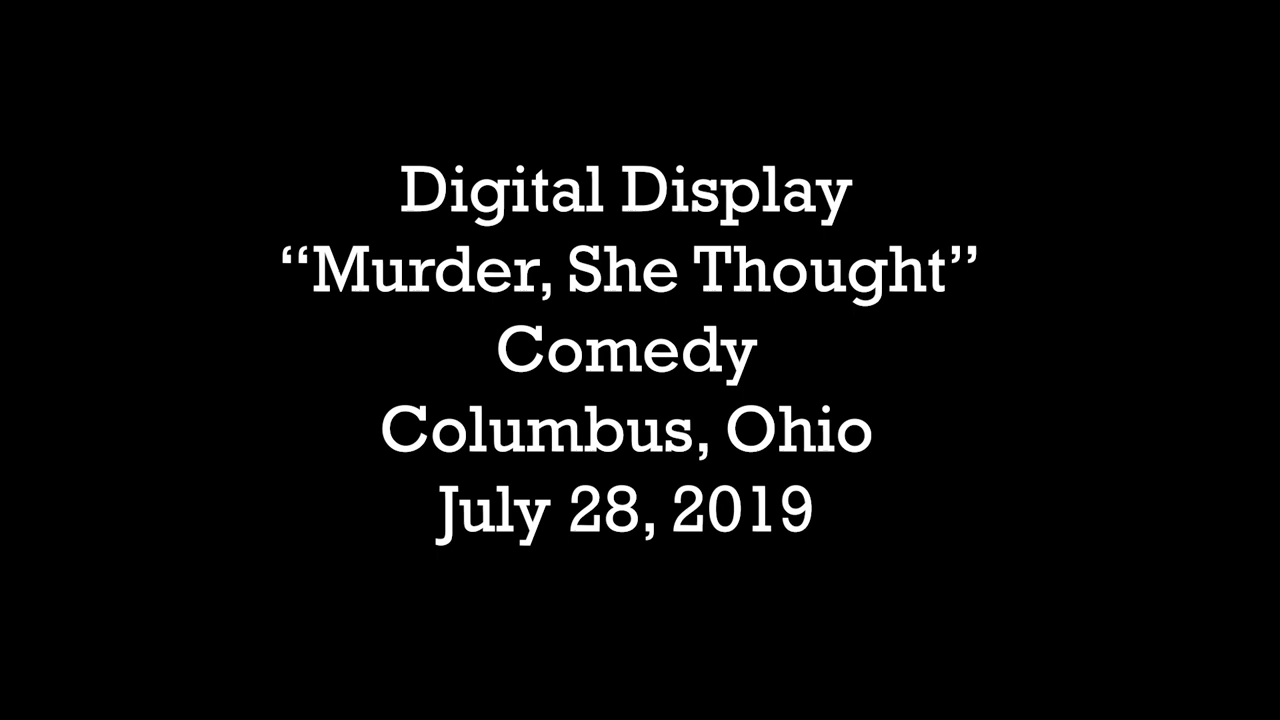 Digital Display
“Murder, She Thought”
Comedy
Columbus, Ohio
July 28, 2019